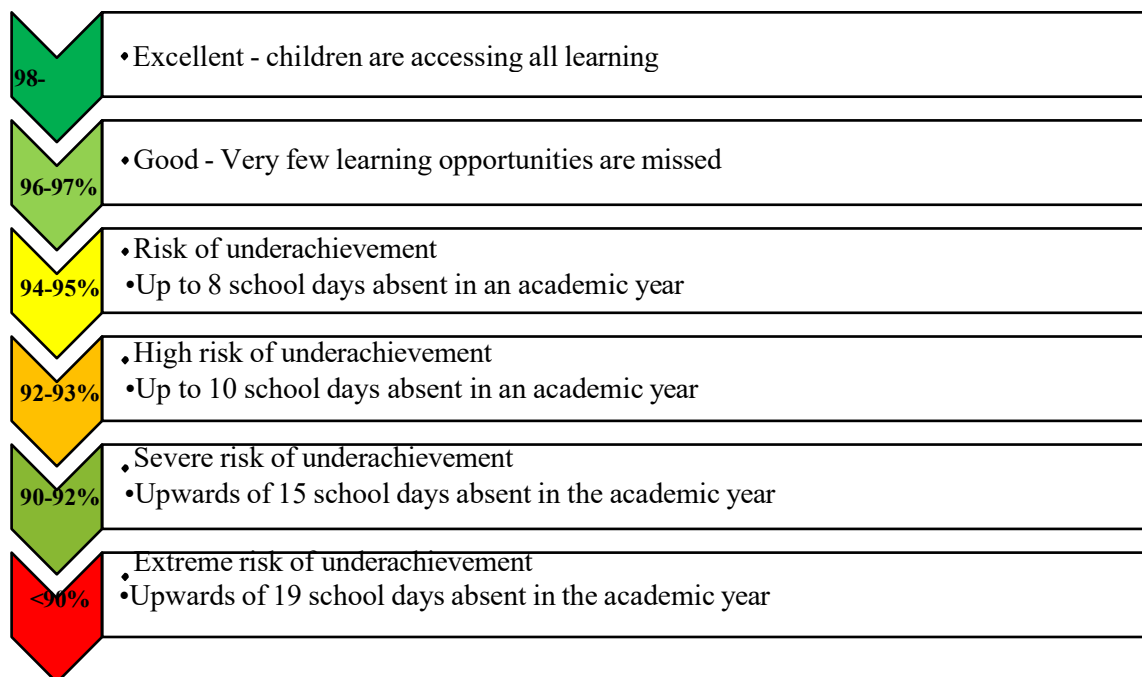 98-
•Excellent - children are accessing all learning
96-97%
•Good - Very few learning opportunities are missed
94-95%
•Risk of underachievement
•Up to 8 school days absent in an academic year
92-93%
•High risk of underachievement
•Up to 10 school days absent in an academic year
90-92%
•Severe risk of underachievement
•Upwards of 15 school days absent in the academic year
<90%
•Extreme risk of underachievement
•Upwards of 19 school days absent in the academic year